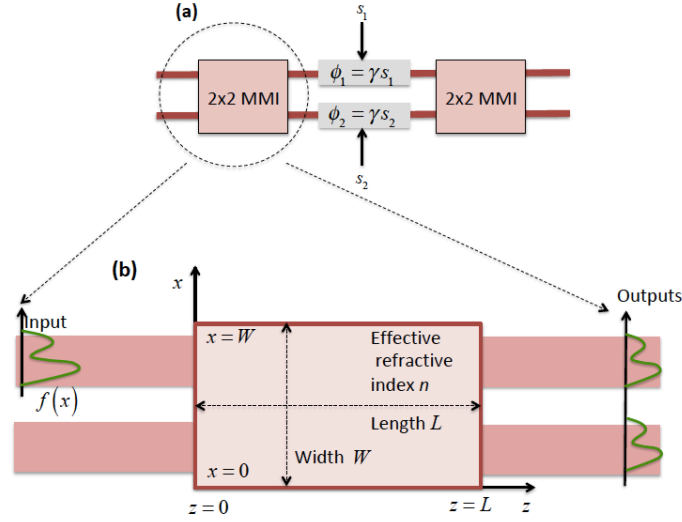 (a)
s₁
2x2 MMI
ϕ₁ = γs₁
2x2 MMI
ϕ₂ = γs₂
s₂
(b)
x
Outputs
Input
x = W
Effective
refractive
index n
f(x)
Length L
Width W
x = 0
z = 0
z = L
z